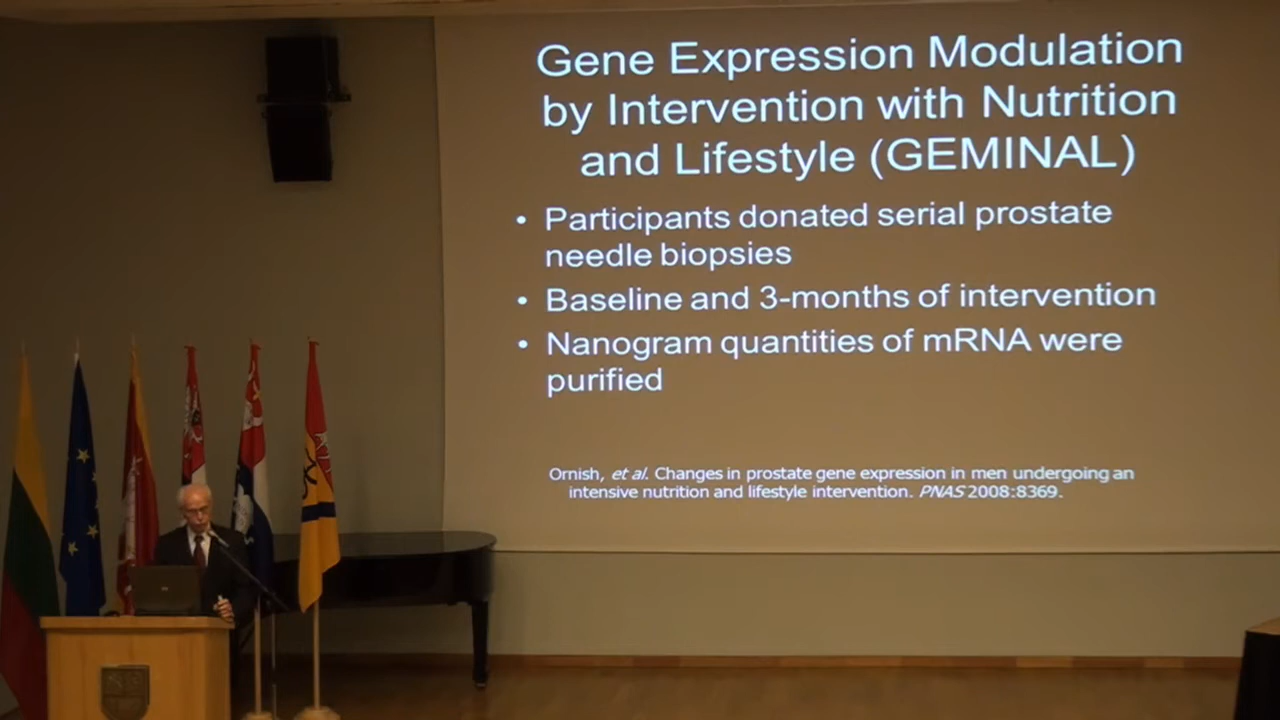 Gene Expression Modulation
by Intervention with Nutrition
and Lifestyle (GEMINAL)
• Participants donated serial prostate
needle biopsies
• Baseline and 3-months of intervention
• Nanogram quantities of mRNA were
purified
Ornish, et al. Changes in prostate gene expression in men undergoing an
intensive nutrition and lifestyle intervention. PNAS 2008:8369.